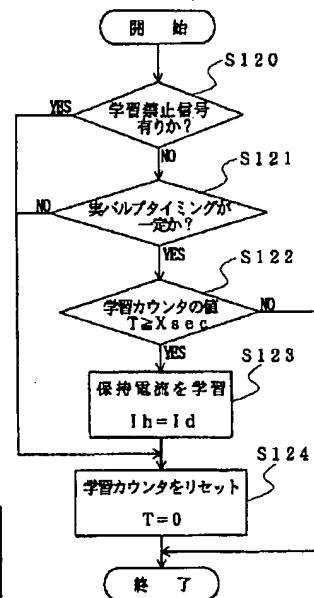 開 始
S120
学習禁止信号
有りか?
YES
NO
S121
実バルブタイミングが
一定か?
NO
YES
S122
学習カウンタの値
T≧Xsec
NO
YES
S123
保持電流を学習
Ih=Id
S124
学習カウンタをリセット
T=0
終 了